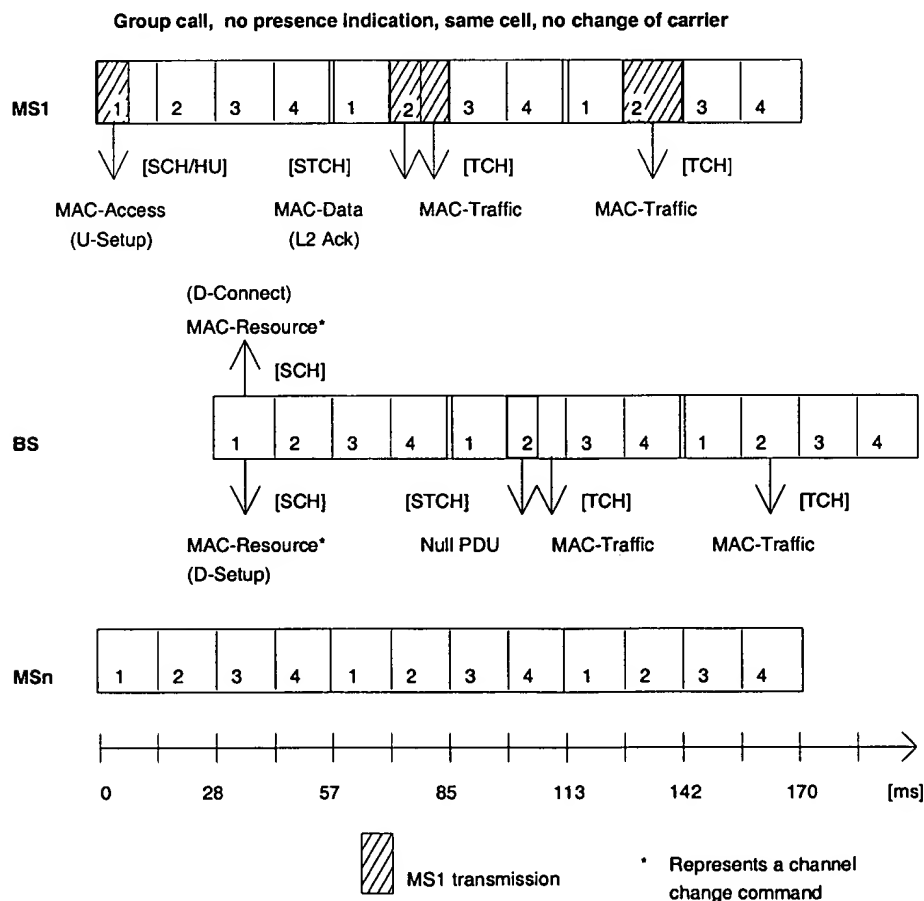 Group call, no presence indication, same cell, no change of carrier
MS1
1 2 3 4 1 2 3 4 1 2 3 4
[SCH/HU] [STCH] [TCH] [TCH]
MAC-Access MAC-Data MAC-Traffic MAC-Traffic
(U-Setup) (L2 Ack)
(D-Connect)
MAC-Resource*
[SCH]
BS
1 2 3 4 1 2 3 4 1 2 3 4
[SCH] [STCH] [TCH] [TCH]
MAC-Resource* Null PDU MAC-Traffic MAC-Traffic
(D-Setup)
MSn
1 2 3 4 1 2 3 4 1 2 3 4
0 28 57 85 113 142 170 [ms]
MS1 transmission
* Represents a channel
change command